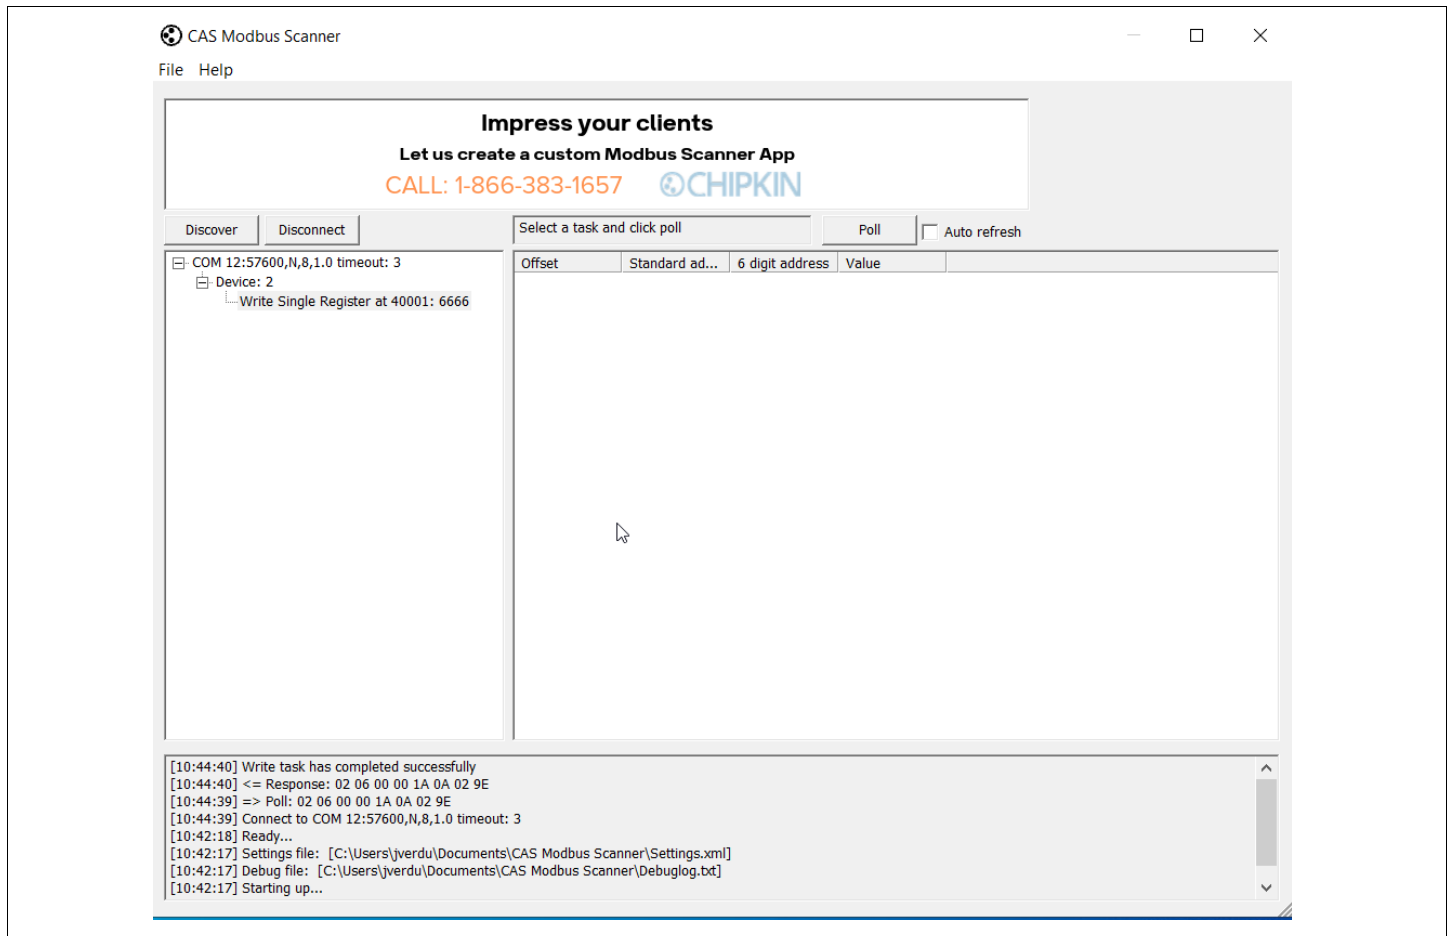 CAS Modbus Scanner
File Help
Impress your clients
Let us create a custom Modbus Scanner App
CALL: 1-866-383-1657 CHIPKIN
Discover Disconnect Select a task and click poll Poll Auto refresh
COM 12:57600,N,8,1.0 timeout: 3
Device: 2
Write Single Register at 40001: 6666
Offset Standard ad... 6 digit address Value
[10:44:40] Write task has completed successfully
[10:44:40] <= Response: 02 06 00 00 1A 0A 02 9E
[10:44:39] => Poll: 02 06 00 00 1A 0A 02 9E
[10:44:39] Connect to COM 12:57600,N,8,1.0 timeout: 3
[10:42:18] Ready...
[10:42:17] Settings file: [C:\Users\jverdu\Documents\CAS Modbus Scanner\Settings.xml]
[10:42:17] Debug file: [C:\Users\jverdu\Documents\CAS Modbus Scanner\Debuglog.txt]
[10:42:17] Starting up...